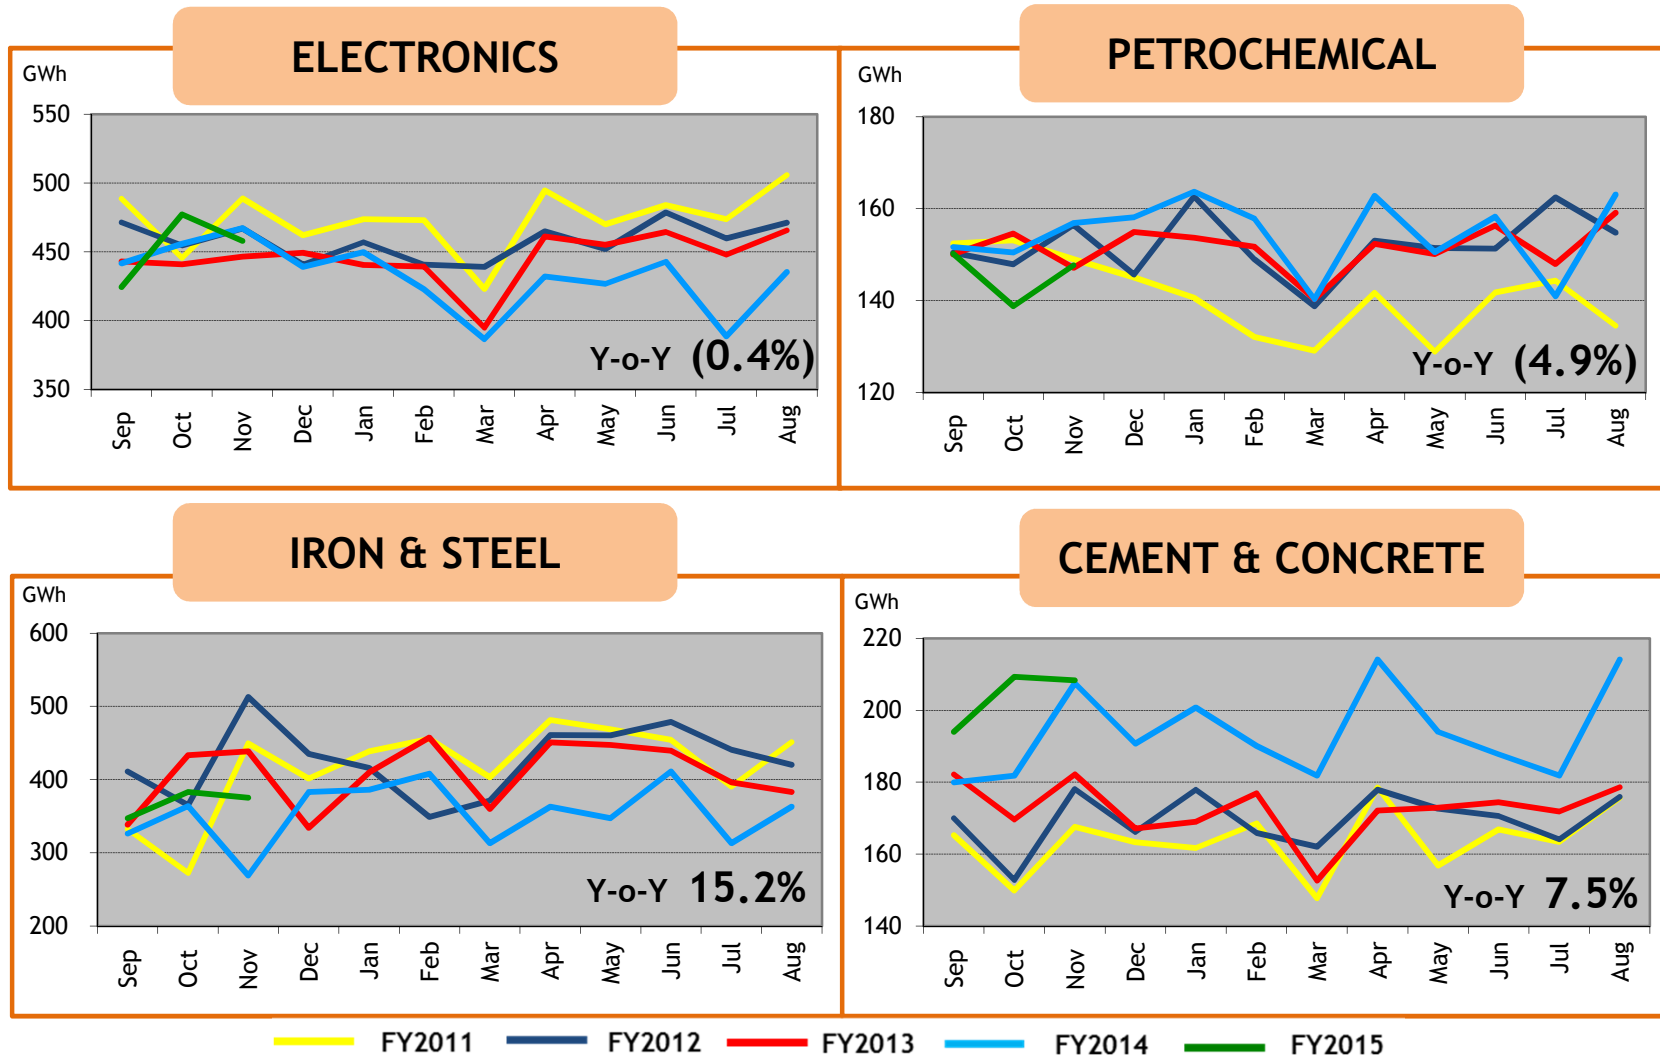 ELECTRONICS
GWh
550
500
450
400
350
Y-o-Y (0.4%)
Sep Oct Nov Dec Jan Feb Mar Apr May Jun Jul Aug
PETROCHEMICAL
GWh
180
160
140
120
Y-o-Y (4.9%)
Sep Oct Nov Dec Jan Feb Mar Apr May Jun Jul Aug
IRON & STEEL
GWh
600
500
400
300
200
Y-o-Y 15.2%
Sep Oct Nov Dec Jan Feb Mar Apr May Jun Jul Aug
CEMENT & CONCRETE
GWh
220
200
180
160
140
Y-o-Y 7.5%
Sep Oct Nov Dec Jan Feb Mar Apr May Jun Jul Aug
FY2011 FY2012 FY2013 FY2014 FY2015